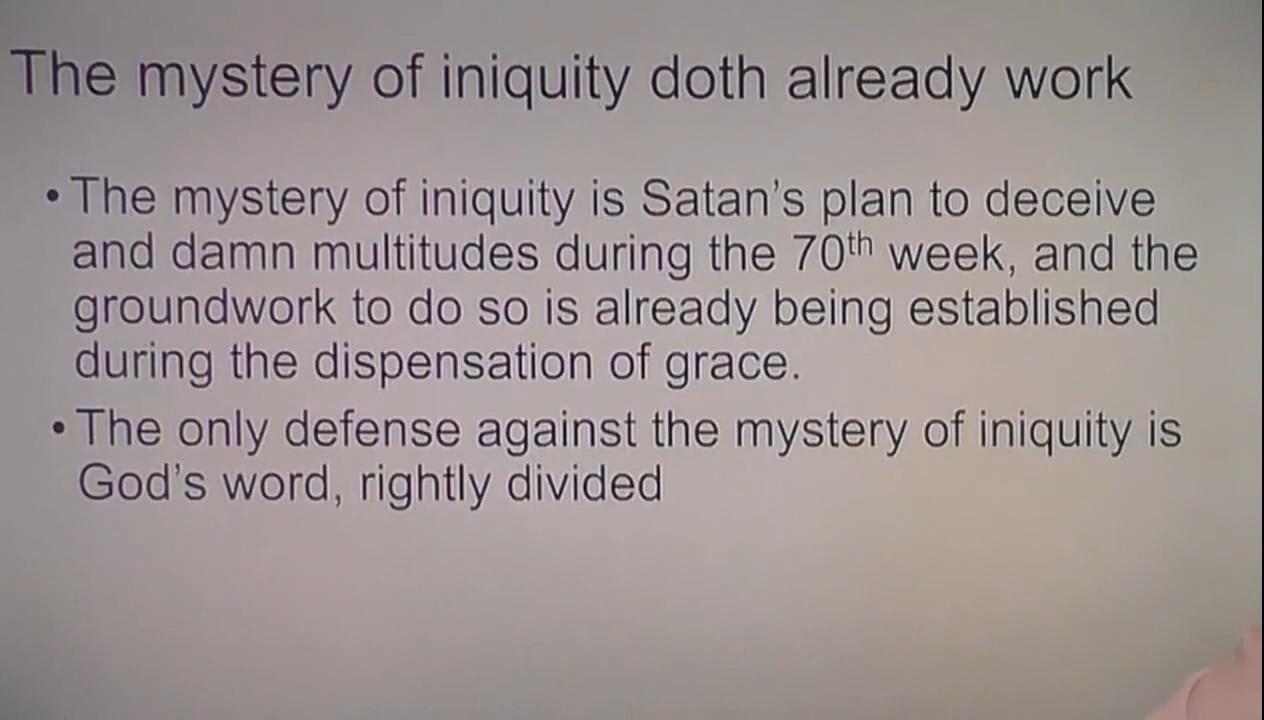 The mystery of iniquity doth already work
• The mystery of iniquity is Satan's plan to deceive
and damn multitudes during the 70th week, and the
groundwork to do so is already being established
during the dispensation of grace.
• The only defense against the mystery of iniquity is
God's word, rightly divided